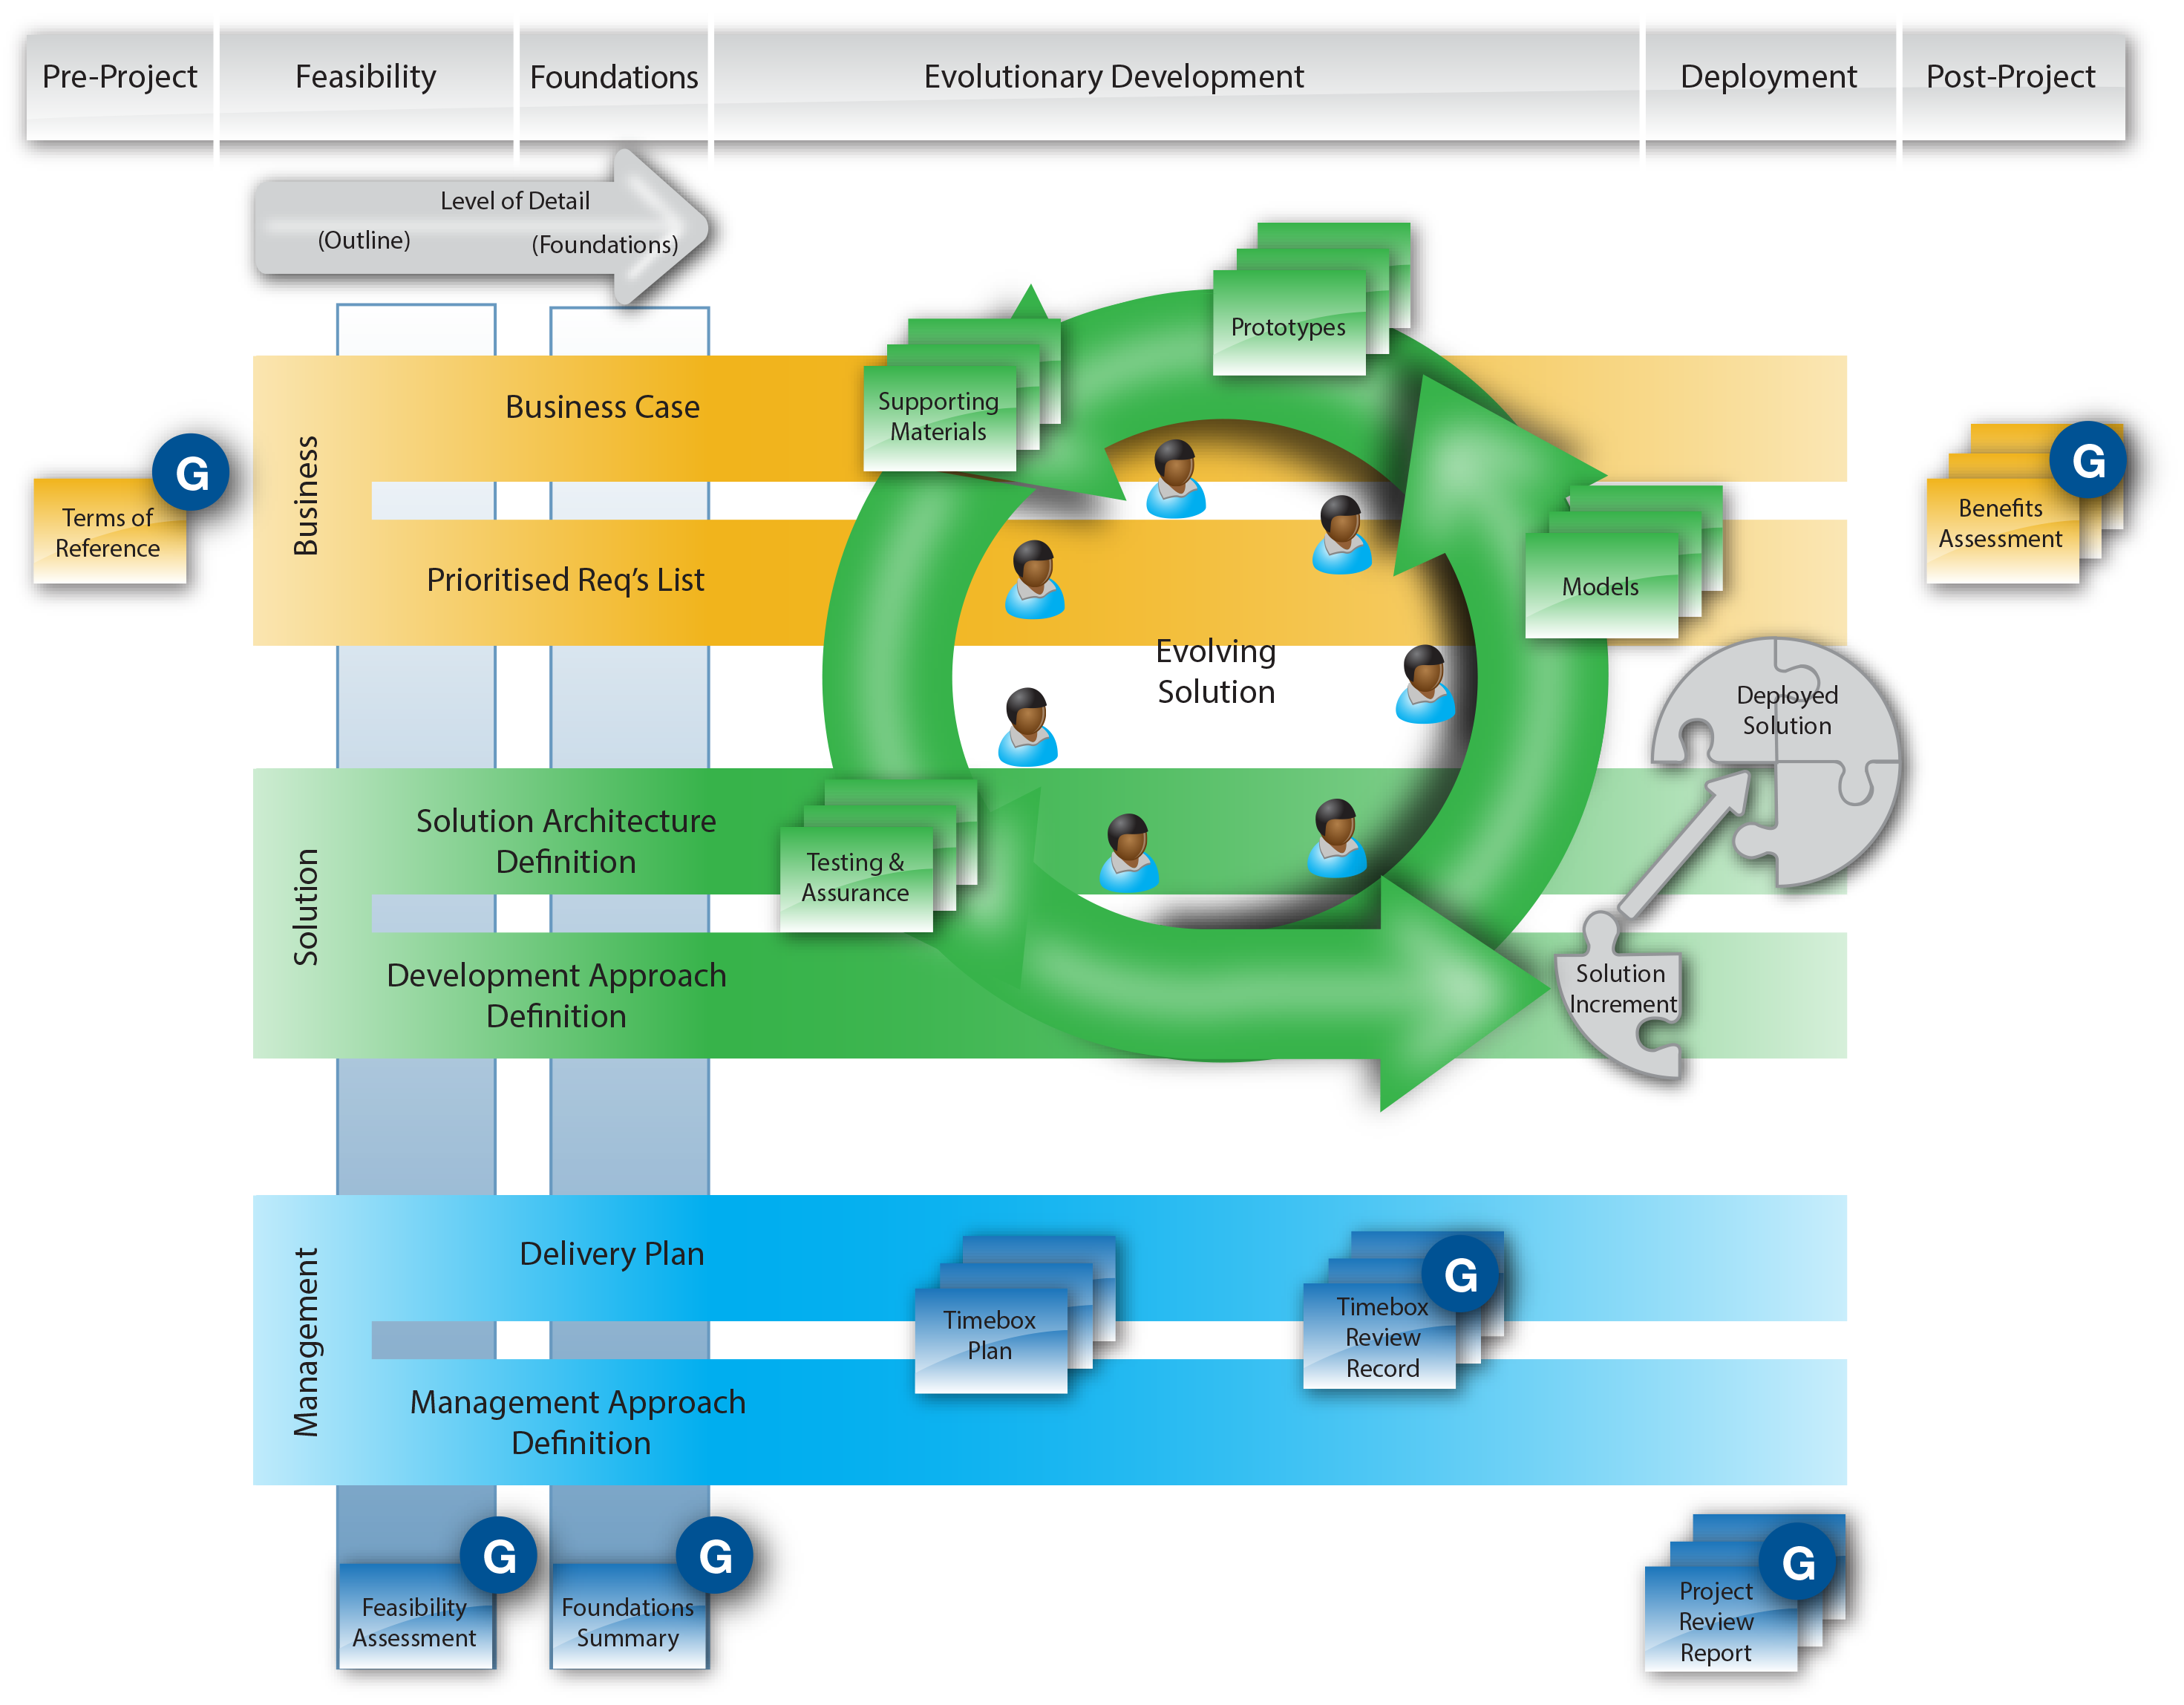 Pre-Project
Feasibility
Foundations
Evolutionary Development
Deployment
Post-Project
Level of Detail
(Outline)
(Foundations)
Prototypes
Supporting
Materials
Business Case
Business
G
Terms of
Reference
Prioritised Req's List
Models
G
Benefits
Assessment
Evolving
Solution
Deployed
Solution
Solution
Solution Architecture
Definition
Testing &
Assurance
Development Approach
Definition
Solution
Increment
Management
Delivery Plan
Timebox
Plan
G
Timebox
Review
Record
Management Approach
Definition
G
Feasibility
Assessment
G
Foundations
Summary
G
Project
Review
Report